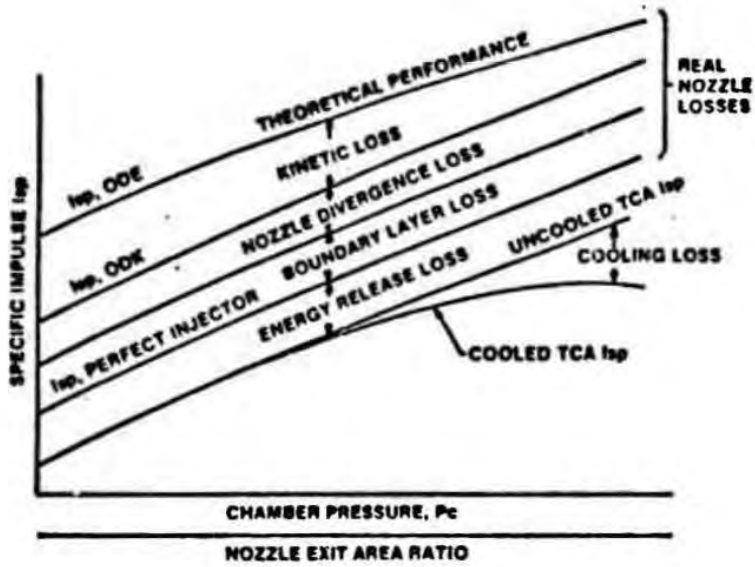 THEORETICAL PERFORMANCE
REAL
NOZZLE
LOSSES
Isp, ODE
KINETIC LOSS
Isp, ODK
NOZZLE DIVERGENCE LOSS
BOUNDARY LAYER LOSS
UNCOOLED TCA Isp
COOLING LOSS
Isp, PERFECT INJECTOR
ENERGY RELEASE LOSS
COOLED TCA Isp
SPECIFIC IMPULSE Isp
CHAMBER PRESSURE, Pc
NOZZLE EXIT AREA RATIO